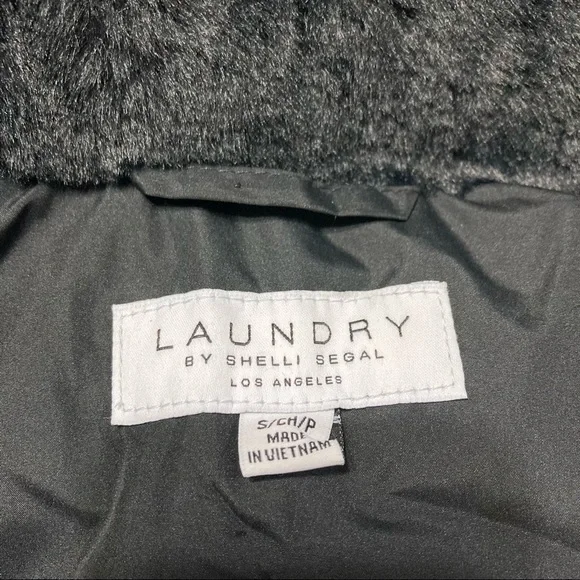 LAUNDRY
BY SHELLI SEGAL
LOS ANGELES
S/CH/P
MADE
IN VIETNAM